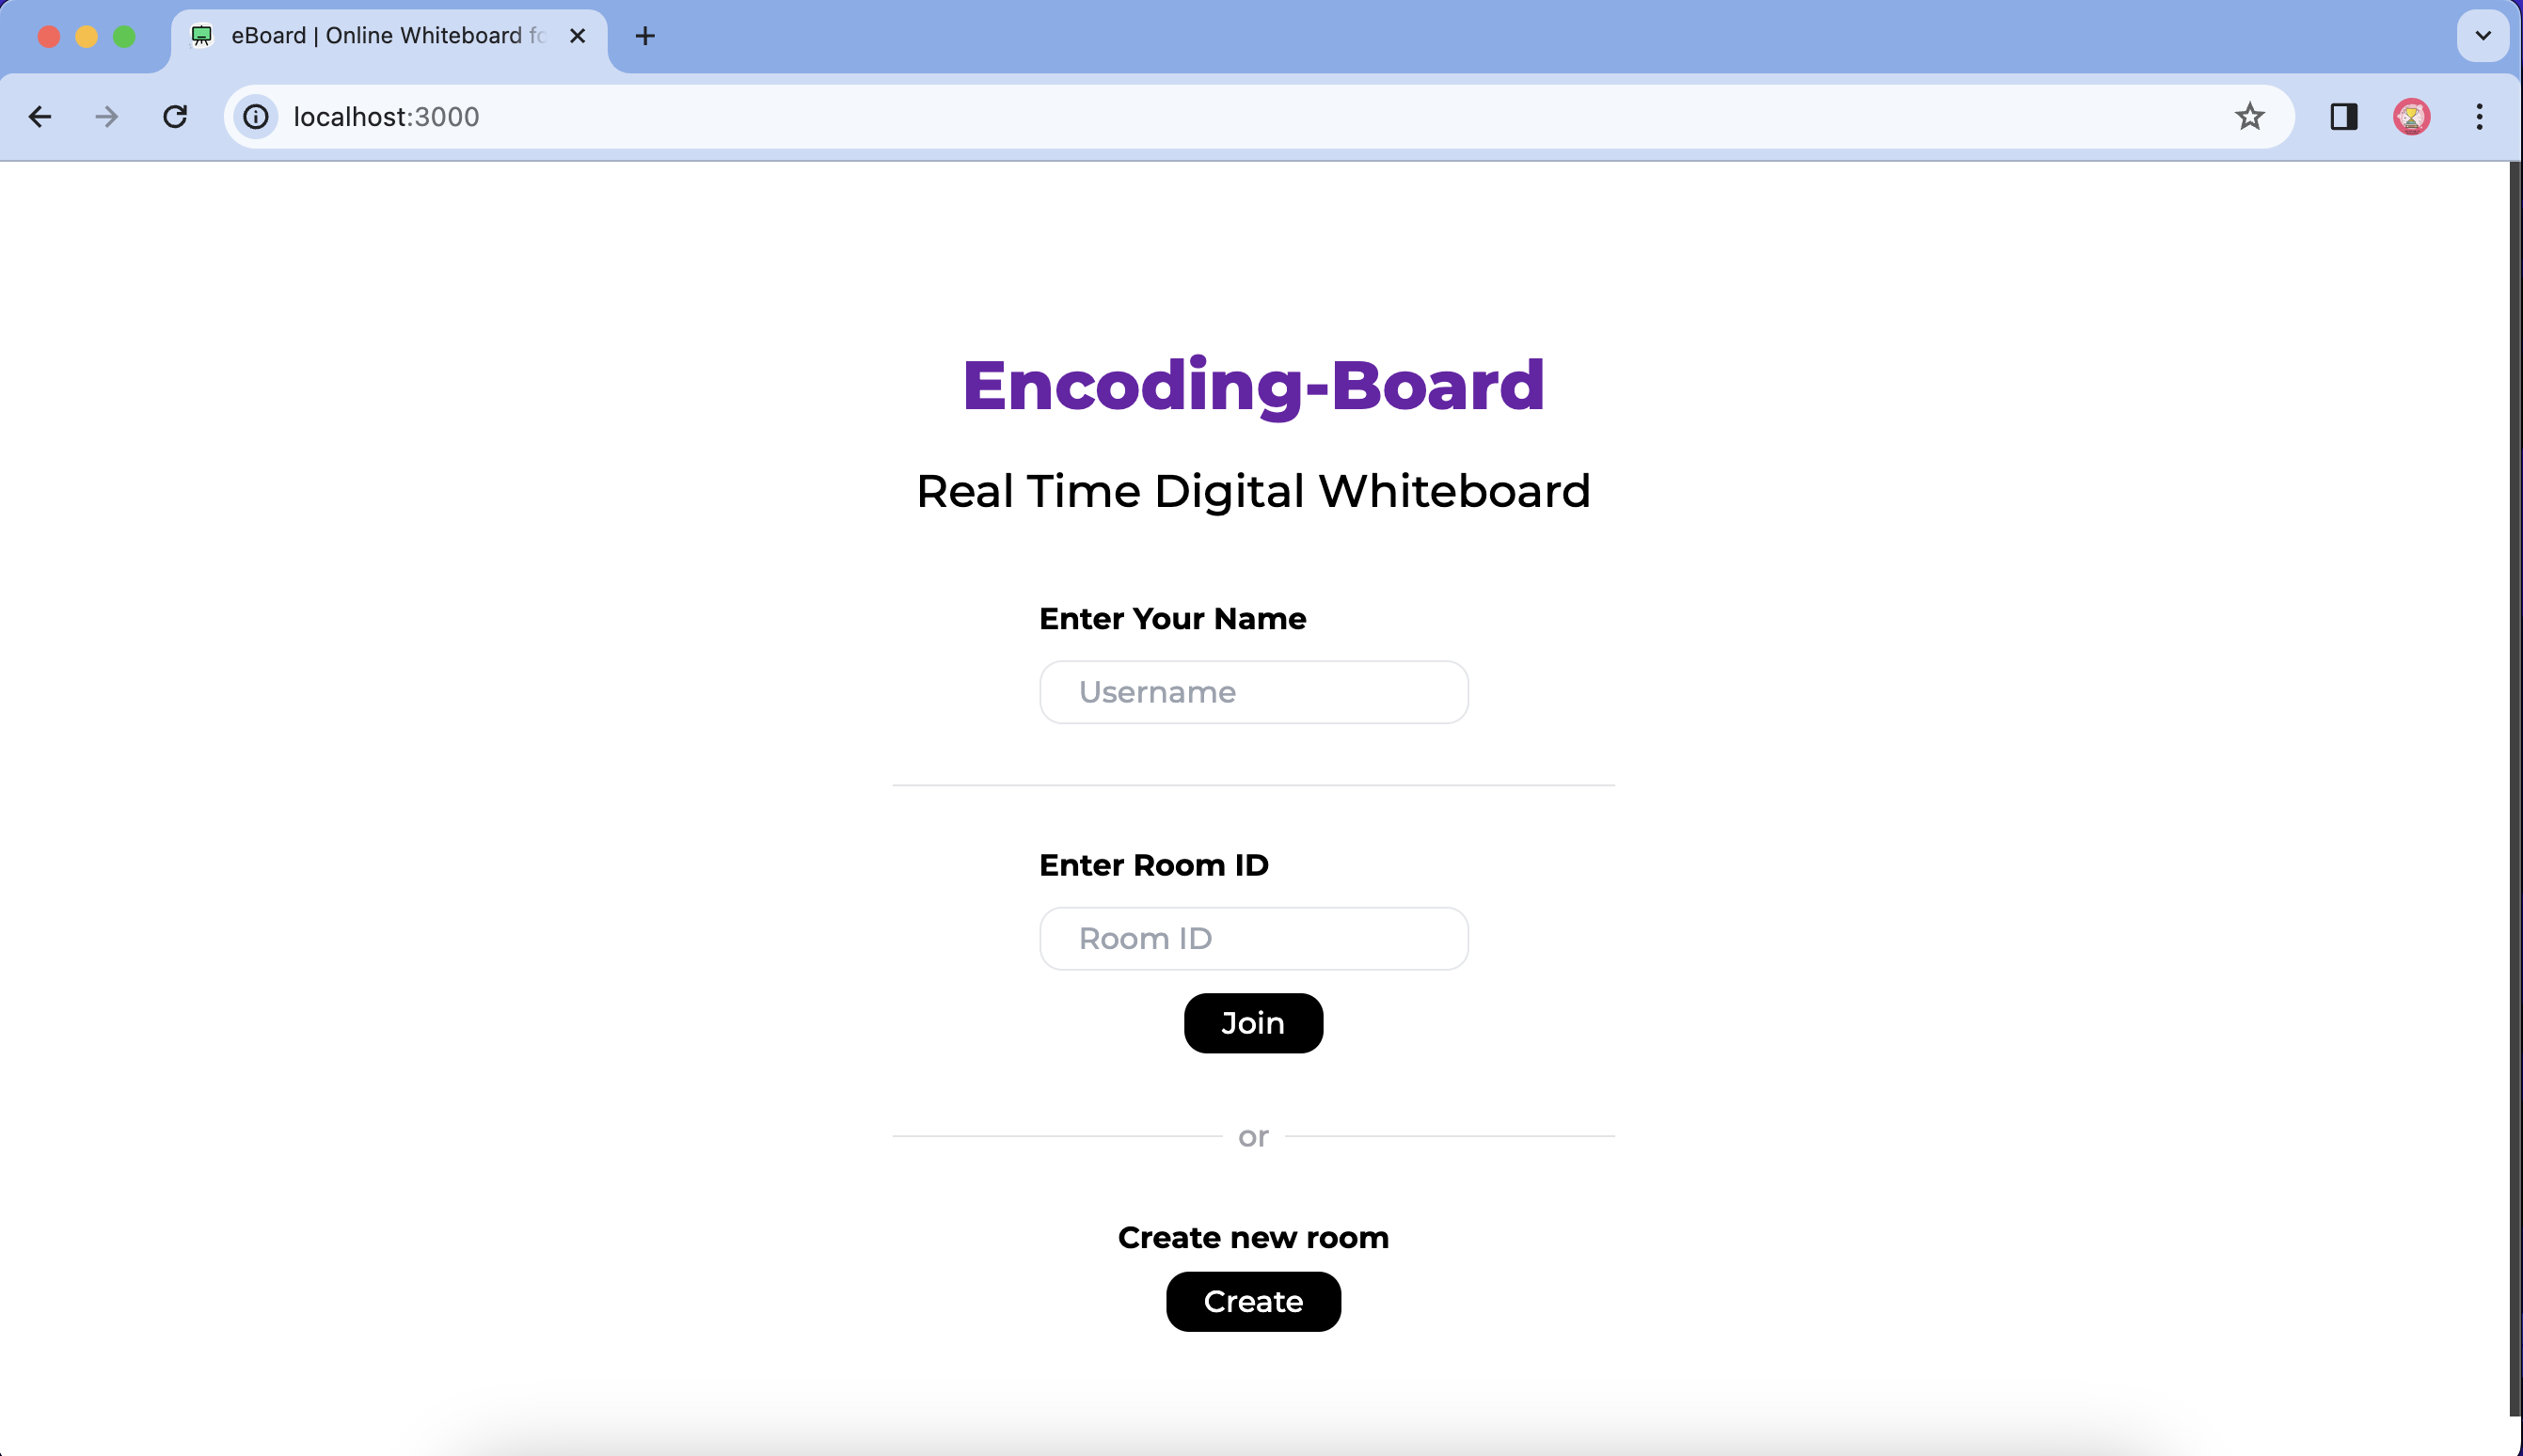 eBoard | Online Whiteboard
localhost:3000
Encoding-Board
Real Time Digital Whiteboard
Enter Your Name
Username
Enter Room ID
Room ID
Join
or
Create new room
Create